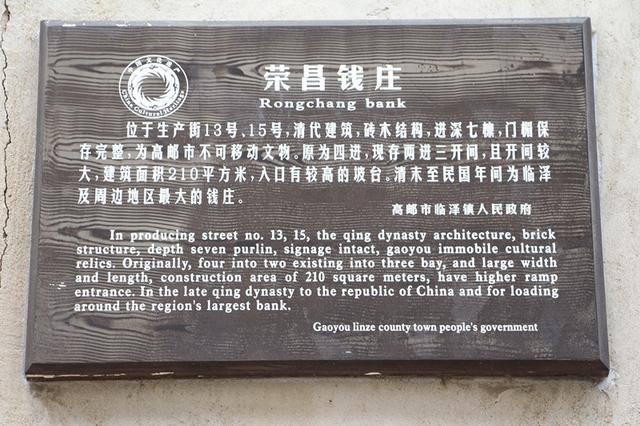 荣昌钱庄
Rongchang bank
位于生产街13号、15号，清代建筑，砖木结构，进深七檩，门楣保
存完整，为高邮市不可移动文物。原为四进，现存两进三开间，且开间较
大，建筑面积210平方米，入口有较高的坡台。清末至民国年间为临泽
及周边地区最大的钱庄。
高邮市临泽镇人民政府
In producing street no. 13, 15, the qing dynasty architecture, brick
structure, depth seven purlin, signage intact, gaoyou immobile cultural
relics. Originally, four into two existing into three bay, and large width
and length, construction area of 210 square meters, have higher ramp
entrance. In the late qing dynasty to the republic of China and for loading
around the region's largest bank.
Gaoyou linze county town people's government